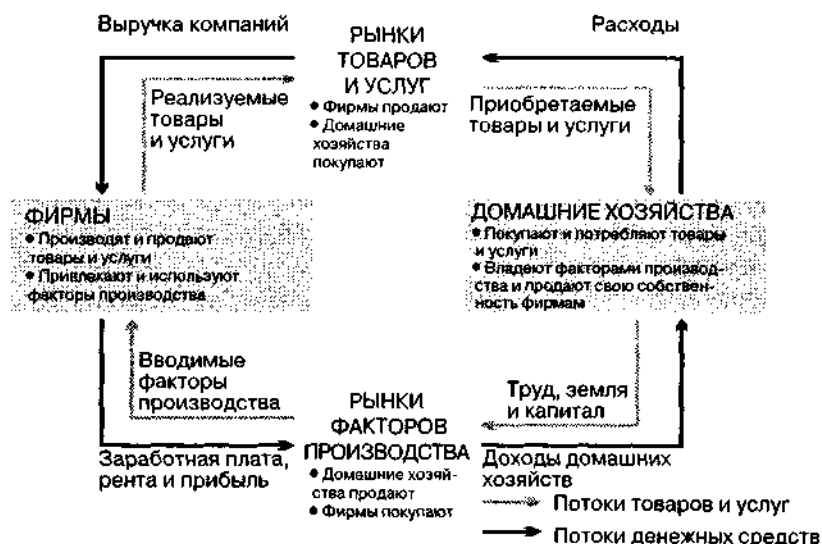 Выручка компаний
РЫНКИ
ТОВАРОВ
И УСЛУГ
• Фирмы продают
• Домашние
хозяйства
покупают
Расходы
Реализуемые
товары
и услуги
Приобретаемые
товары и услуги
ФИРМЫ
• Производят и продают
товары и услуги
• Привлекают и используют
факторы производства
ДОМАШНИЕ ХОЗЯЙСТВА
• Покупают и потребляют товары
и услуги
• Владеют факторами производ-
ства и продают свою собствен-
ность фирмам
Вводимые
факторы
производства
РЫНКИ
ФАКТОРОВ
ПРОИЗВОДСТВА
• Домашние хозяй-
ства продают
• Фирмы покупают
Труд, земля
и капитал
Заработная плата,
рента и прибыль
Доходы домашних
хозяйств
Потоки товаров и услуг
Потоки денежных средств